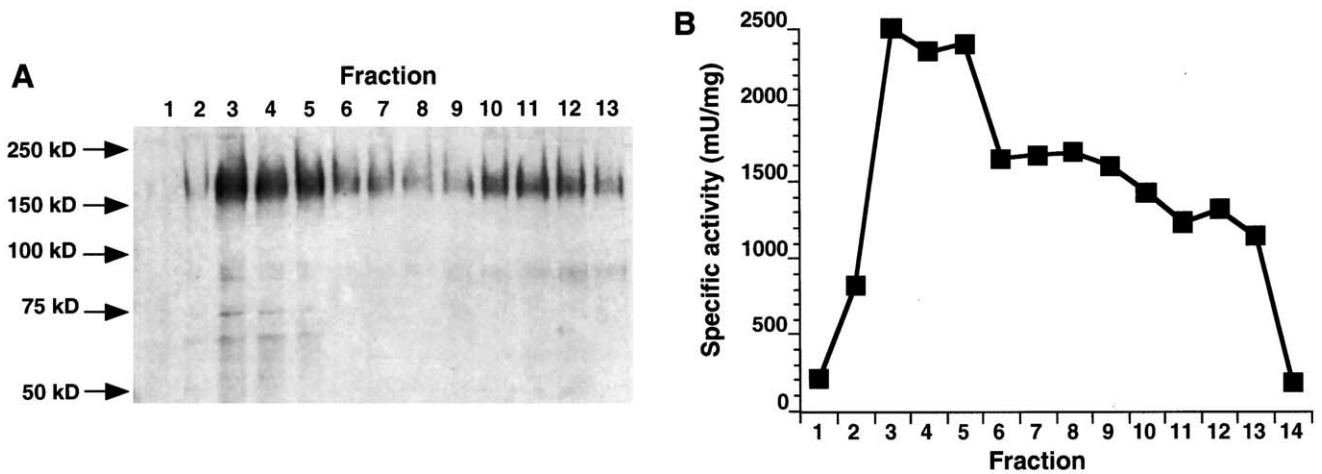 A
Fraction
1 2 3 4 5 6 7 8 9 10 11 12 13
250 kD
150 kD
100 kD
75 kD
50 kD
B
Specific activity (mU/mg)
2500
2000
1500
1000
500
0
1 2 3 4 5 6 7 8 9 10 11 12 13 14
Fraction